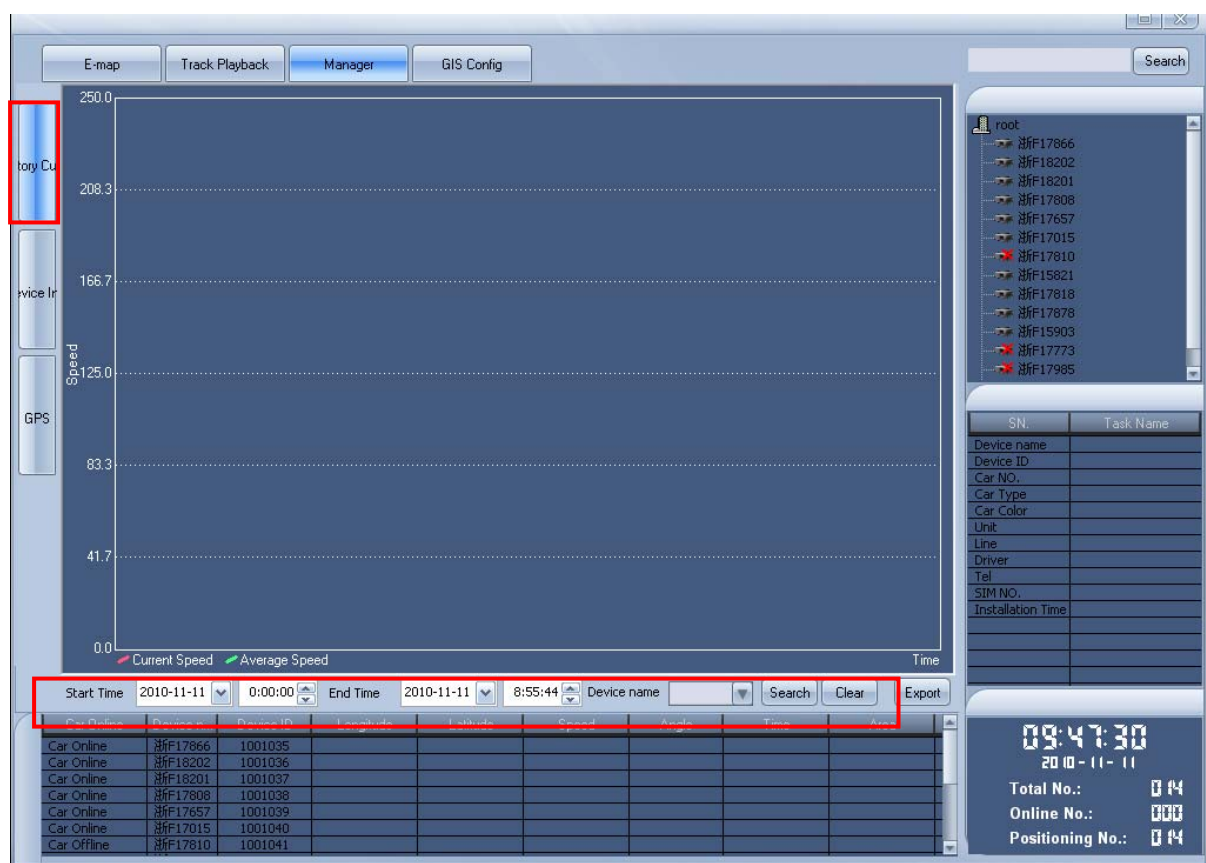 E-map Track Playback Manager GIS Config Search
250.0
208.3
166.7
125.0
83.3
41.7
0.0
Speed
tory Cu
evice Ir
GPS
Current Speed Average Speed Time
Start Time 2010-11-11 0:00:00 End Time 2010-11-11 8:55:44 Device name Search Clear Export
Car Online Device n... Device ID Longitude Latitude Speed Angle Time Area
Car Online 浙F17866 1001035
Car Online 浙F18202 1001036
Car Online 浙F18201 1001037
Car Online 浙F17808 1001038
Car Online 浙F17657 1001039
Car Online 浙F17015 1001040
Car Offline 浙F17810 1001041
root
浙F17866
浙F18202
浙F18201
浙F17808
浙F17657
浙F17015
浙F17810
浙F15821
浙F17818
浙F17878
浙F15903
浙F17773
浙F17985
SN. Task Name
Device name
Device ID
Car NO.
Car Type
Car Color
Unit
Line
Driver
Tel
SIM NO.
Installation Time
09:47:30
2010-11-11
Total No.: 014
Online No.: 000
Positioning No.: 014